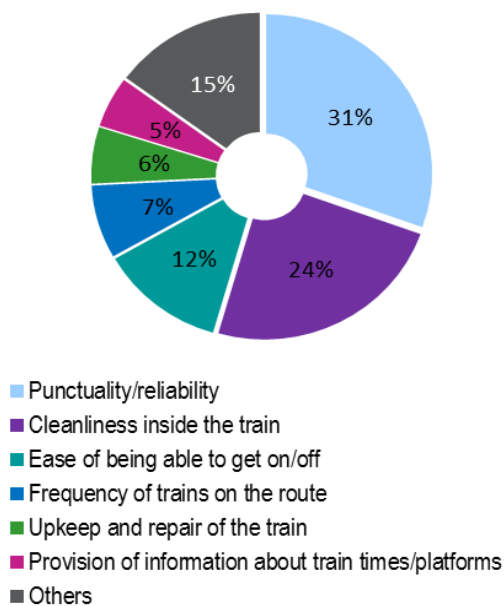 15%
31%
5%
6%
7%
12%
24%
Punctuality/reliability
Cleanliness inside the train
Ease of being able to get on/off
Frequency of trains on the route
Upkeep and repair of the train
Provision of information about train times/platforms
Others